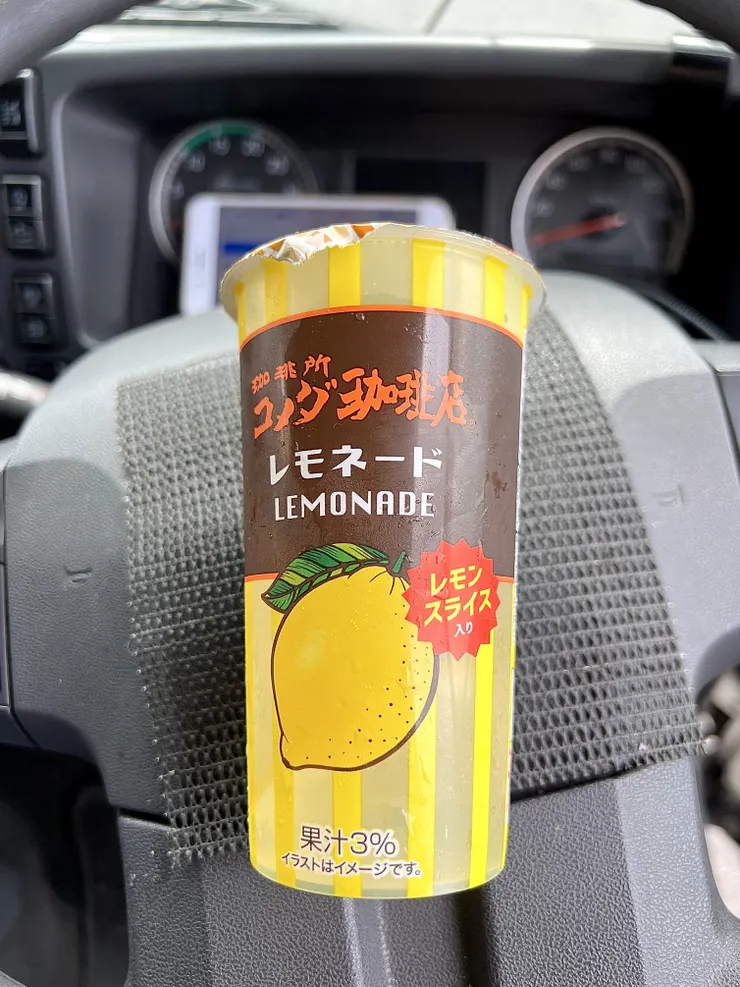 珈琲所
コメダ珈琲店
レモネード
LEMONADE
レモン
スライス
入り
果汁3%
イラストはイメージです。